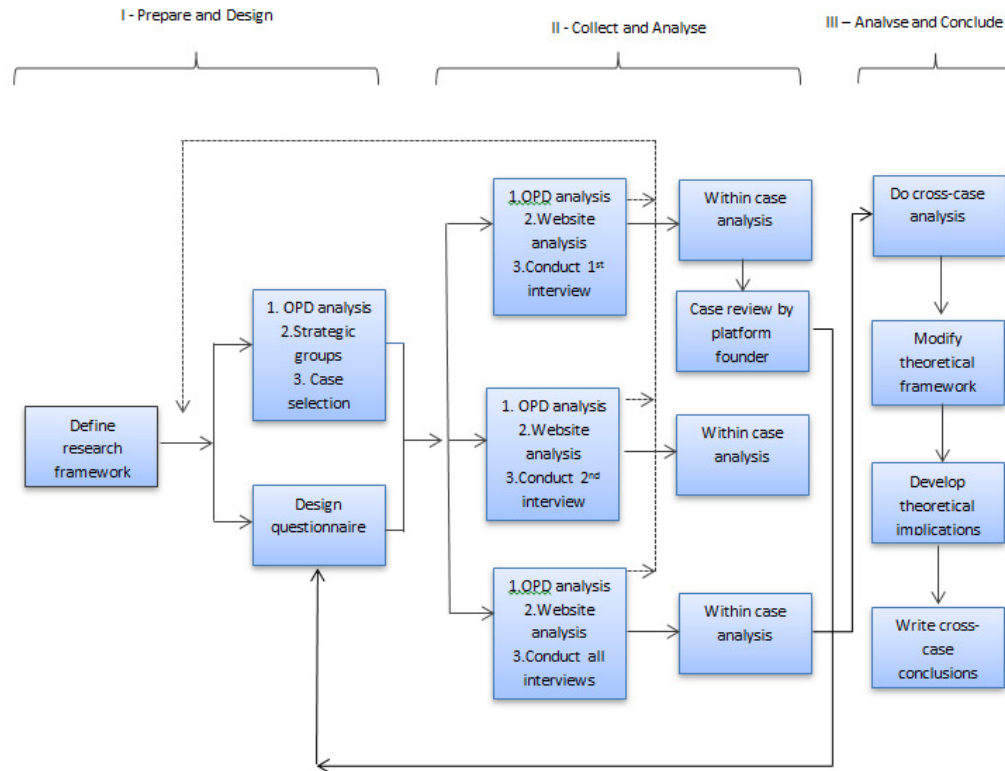 I - Prepare and Design
II - Collect and Analyse
III – Analyse and Conclude
Define
research
framework
1. OPD analysis
2.Strategic
groups
3. Case
selection
Design
questionnaire
1.OPD analysis
2.Website
analysis
3.Conduct 1st
interview
1. OPD analysis
2.Website
analysis
3.Conduct 2nd
interview
1.OPD analysis
2.Website
analysis
3.Conduct all
interviews
Within case
analysis
Case review by
platform
founder
Within case
analysis
Within case
analysis
Do cross-case
analysis
Modify
theoretical
framework
Develop
theoretical
implications
Write cross-
case
conclusions